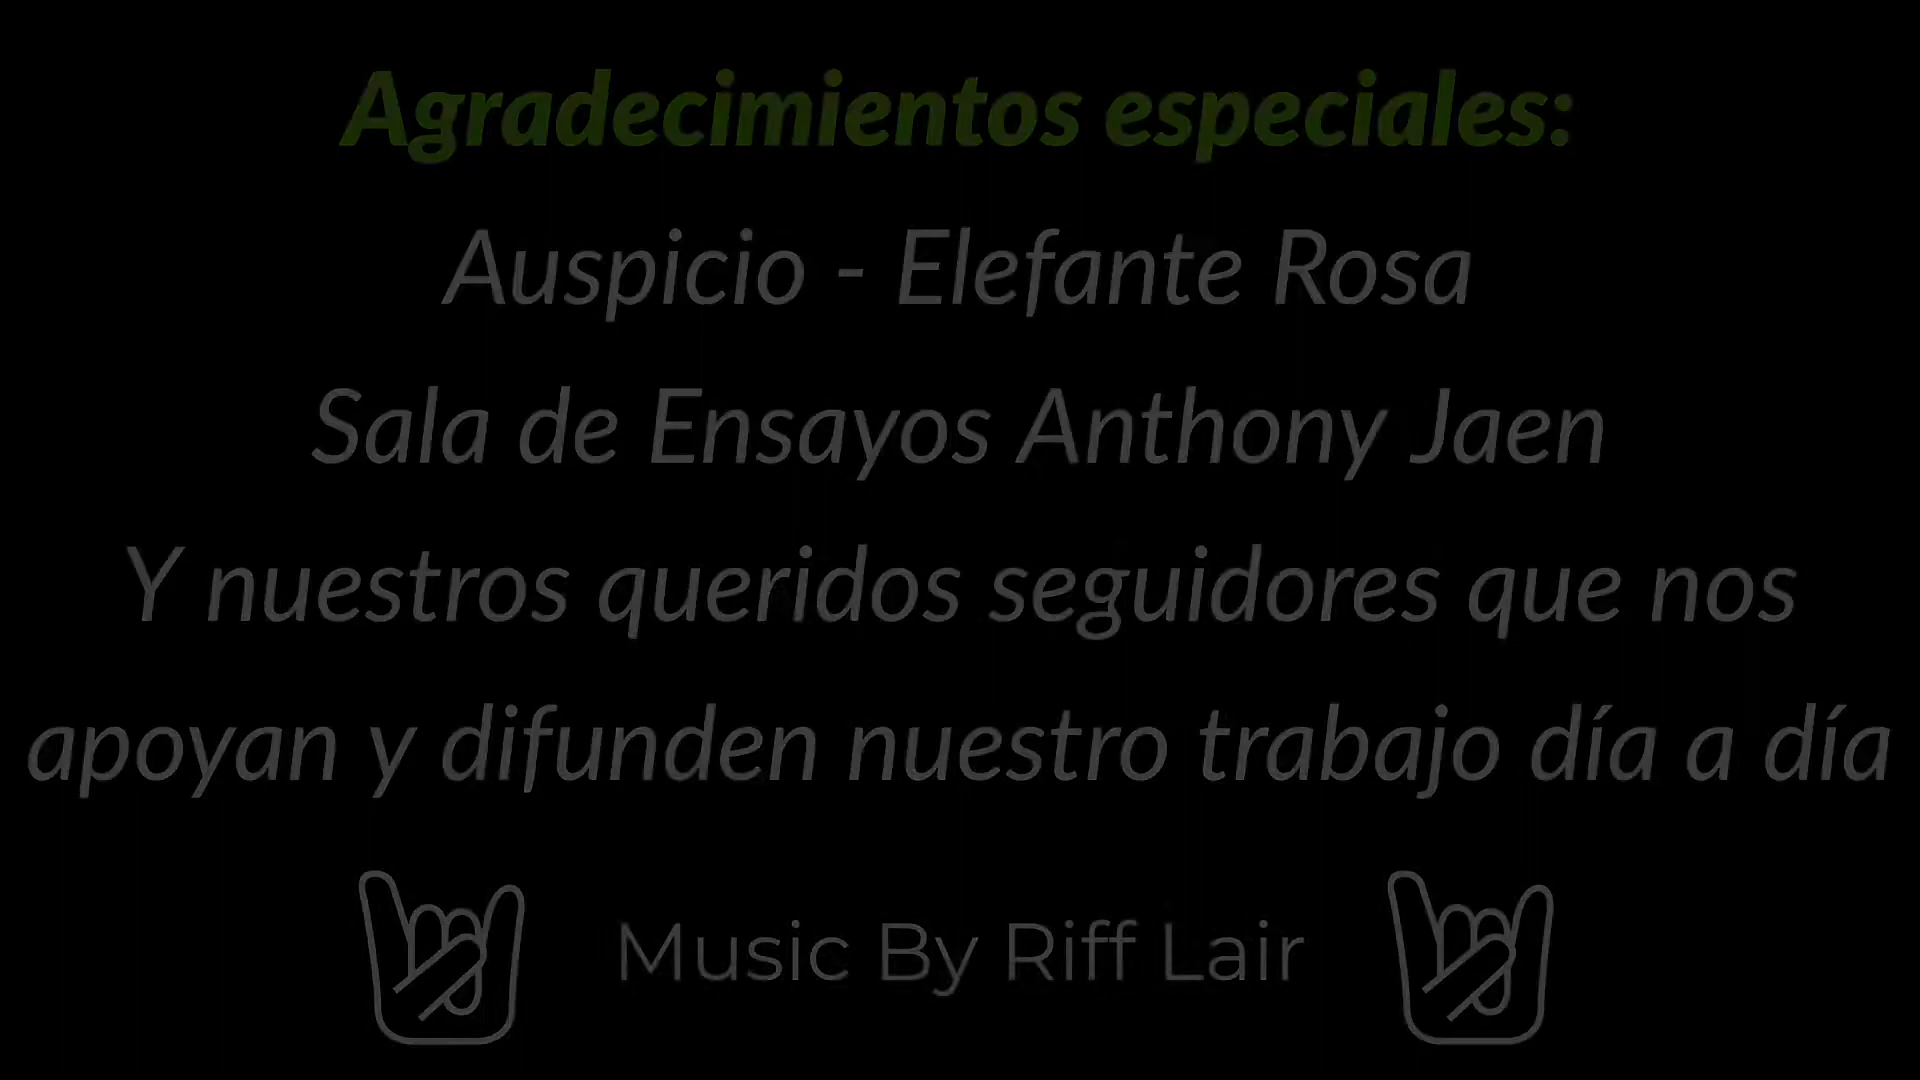 Agradecimientos especiales:
Auspicio - Elefante Rosa
Sala de Ensayos Anthony Jaen
Y nuestros queridos seguidores que nos
apoyan y difunden nuestro trabajo día a día
Music By Riff Lair